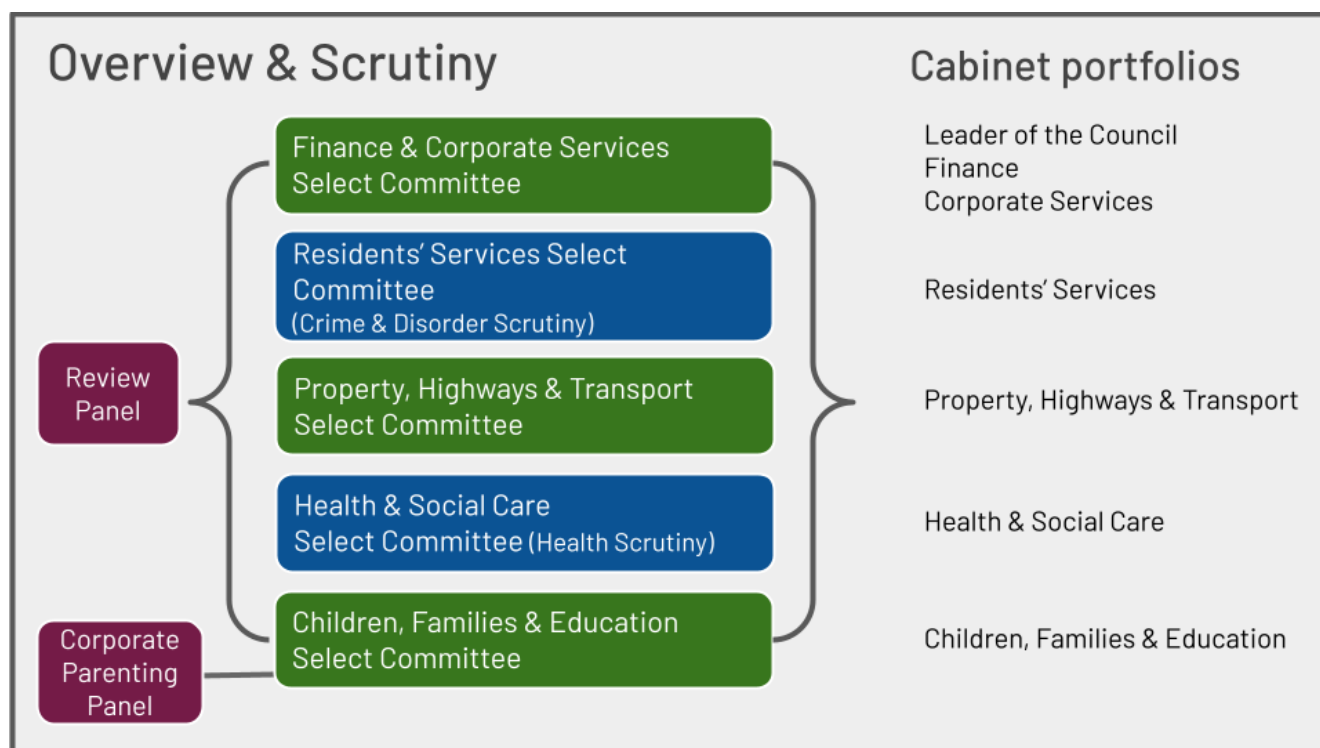 Overview & Scrutiny
Cabinet portfolios
Finance & Corporate Services
Select Committee
Leader of the Council
Finance
Corporate Services
Residents’ Services Select
Committee
(Crime & Disorder Scrutiny)
Residents’ Services
Review
Panel
Property, Highways & Transport
Select Committee
Property, Highways & Transport
Health & Social Care
Select Committee (Health Scrutiny)
Health & Social Care
Corporate
Parenting
Panel
Children, Families & Education
Select Committee
Children, Families & Education